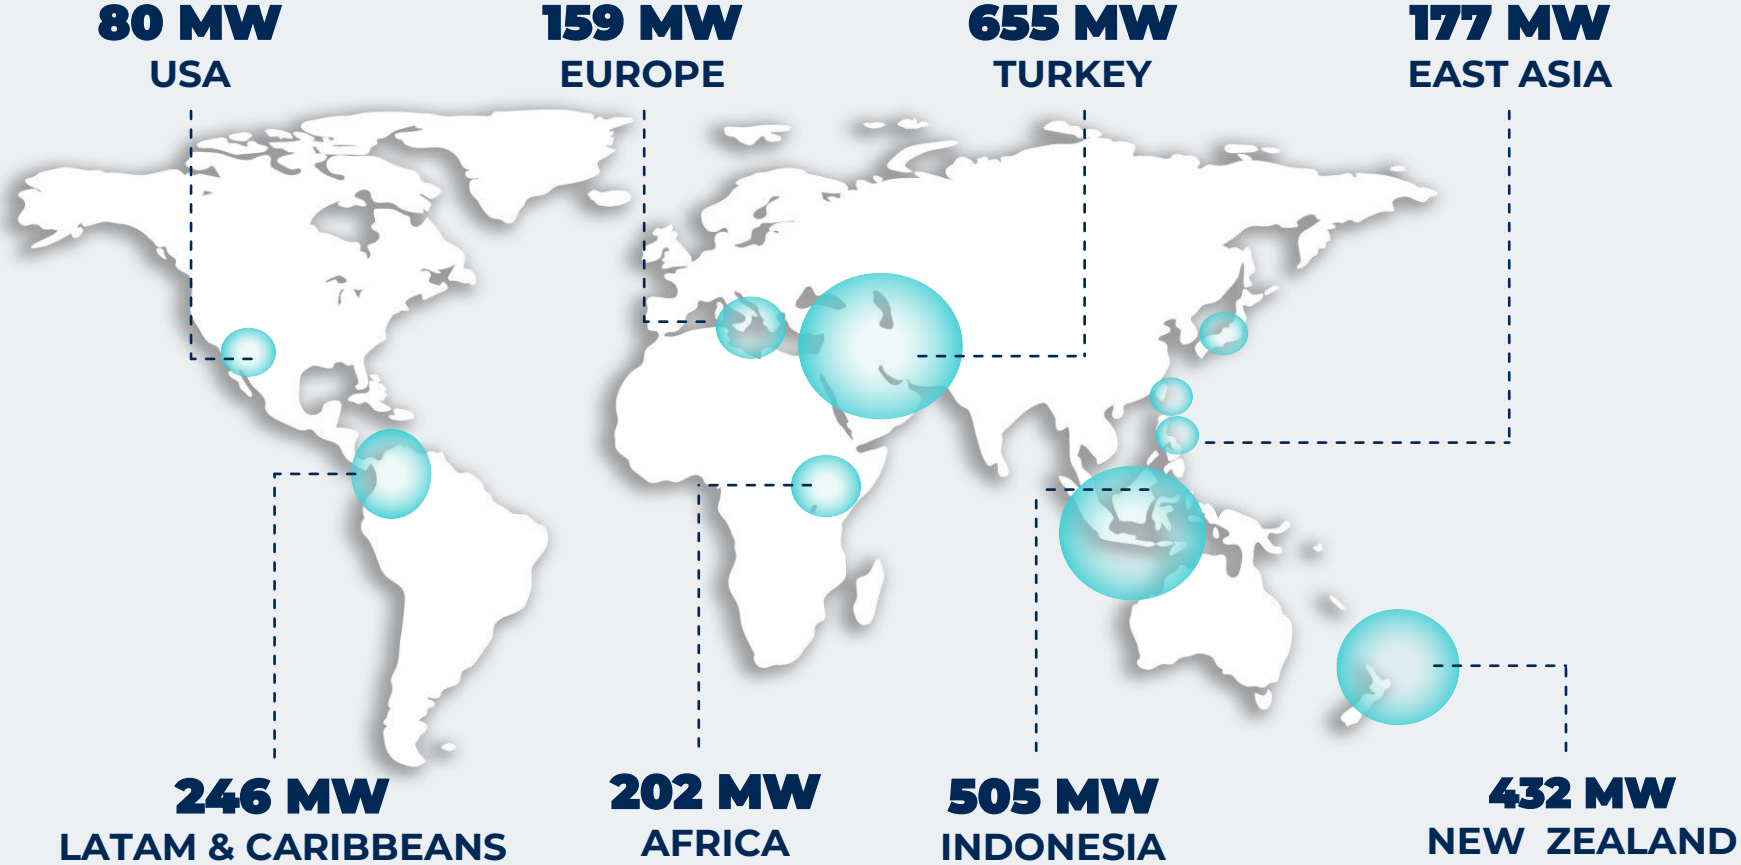 80 MW
USA
159 MW
EUROPE
655 MW
TURKEY
177 MW
EAST ASIA
246 MW
LATAM & CARIBBEANS
202 MW
AFRICA
505 MW
INDONESIA
432 MW
NEW ZEALAND